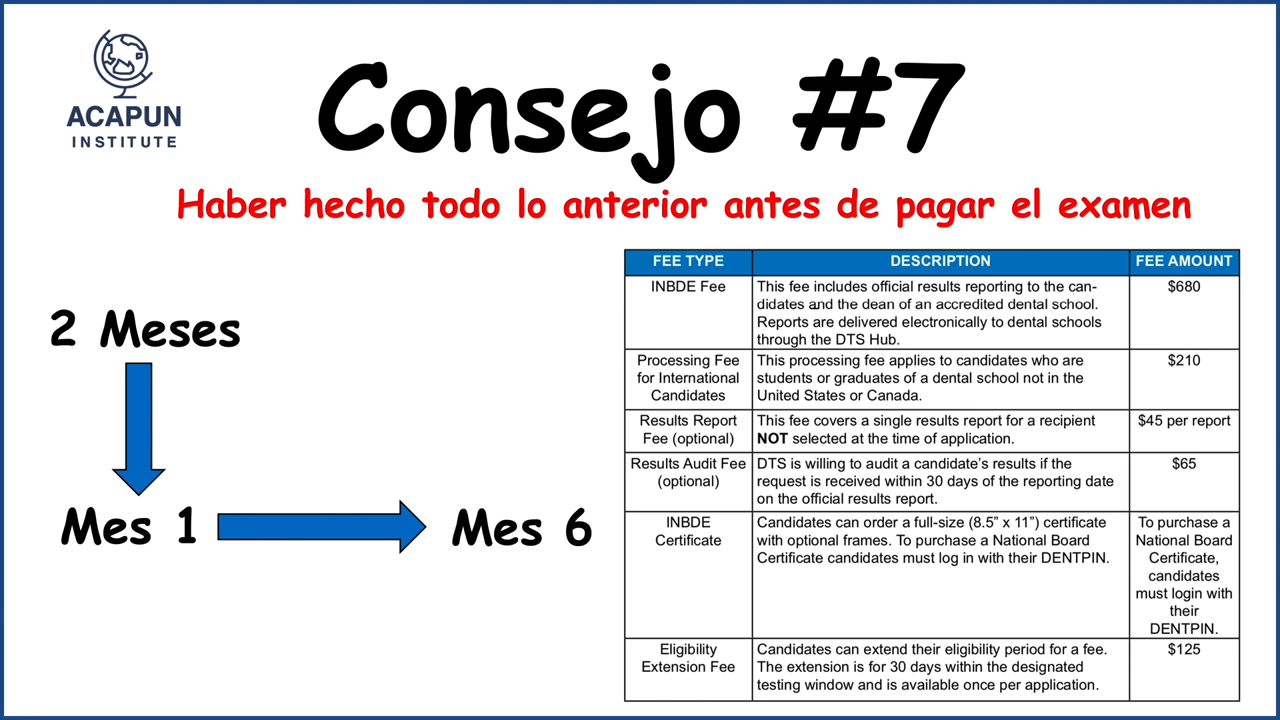 ACAPUN
INSTITUTE
Consejo #7
Haber hecho todo lo anterior antes de pagar el examen
2 Meses
Mes 1
Mes 6
FEE TYPE DESCRIPTION FEE AMOUNT
INBDE Fee
This fee includes official results reporting to the can-
didates and the dean of an accredited dental school.
Reports are delivered electronically to dental schools
through the DTS Hub.
$680
Processing Fee
for International
Candidates
This processing fee applies to candidates who are
students or graduates of a dental school not in the
United States or Canada.
$210
Results Report
Fee (optional)
This fee covers a single results report for a recipient
NOT selected at the time of application.
$45 per report
Results Audit Fee
(optional)
DTS is willing to audit a candidate's results if the
request is received within 30 days of the reporting date
on the official results report.
$65
INBDE
Certificate
Candidates can order a full-size (8.5” x 11”) certificate
with optional frames. To purchase a National Board
Certificate candidates must log in with their DENTPIN.
To purchase a
National Board
Certificate,
candidates
must login with
their
DENTPIN.
Eligibility
Extension Fee
Candidates can extend their eligibility period for a fee.
The extension is for 30 days within the designated
testing window and is available once per application.
$125